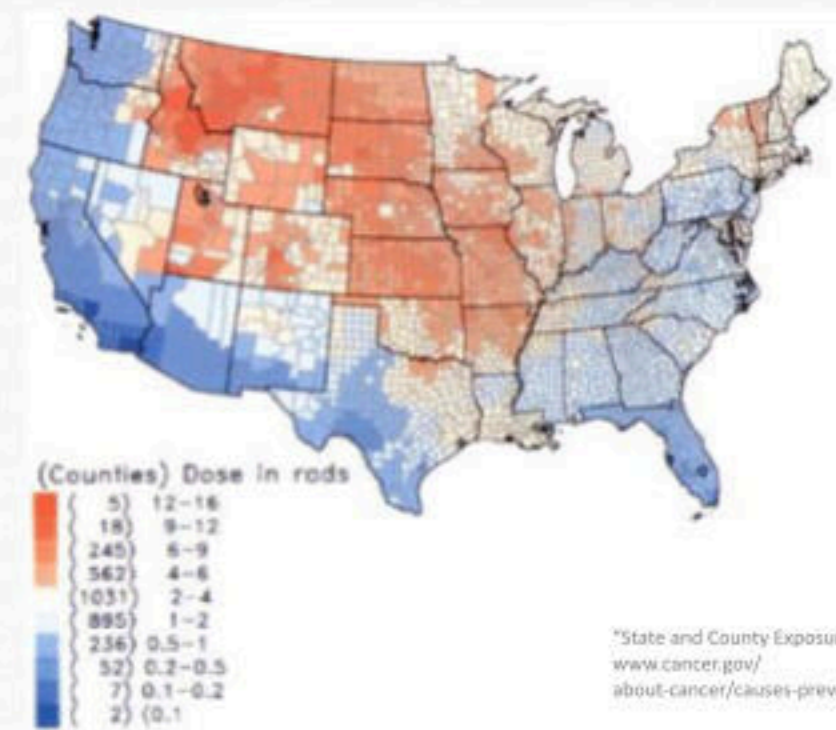 (Counties) Dose in rads
( 5) 12-16
( 18) 9-12
( 245) 6-9
( 562) 4-6
(1031) 2-4
( 895) 1-2
( 236) 0.5-1
( 52) 0.2-0.5
( 7) 0.1-0.2
( 2) (0.1
"State and County Exposur
www.cancer.gov/
about-cancer/causes-prev